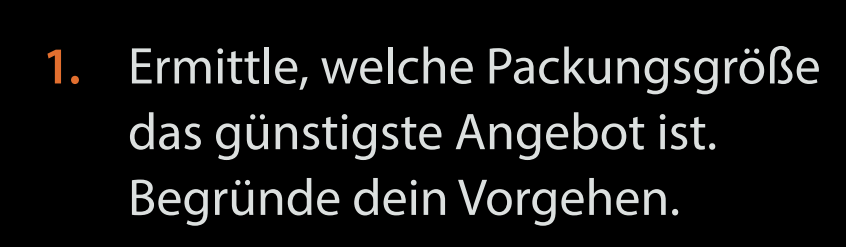 1. Ermittle, welche Packungsgröße
das günstigste Angebot ist.
Begründe dein Vorgehen.